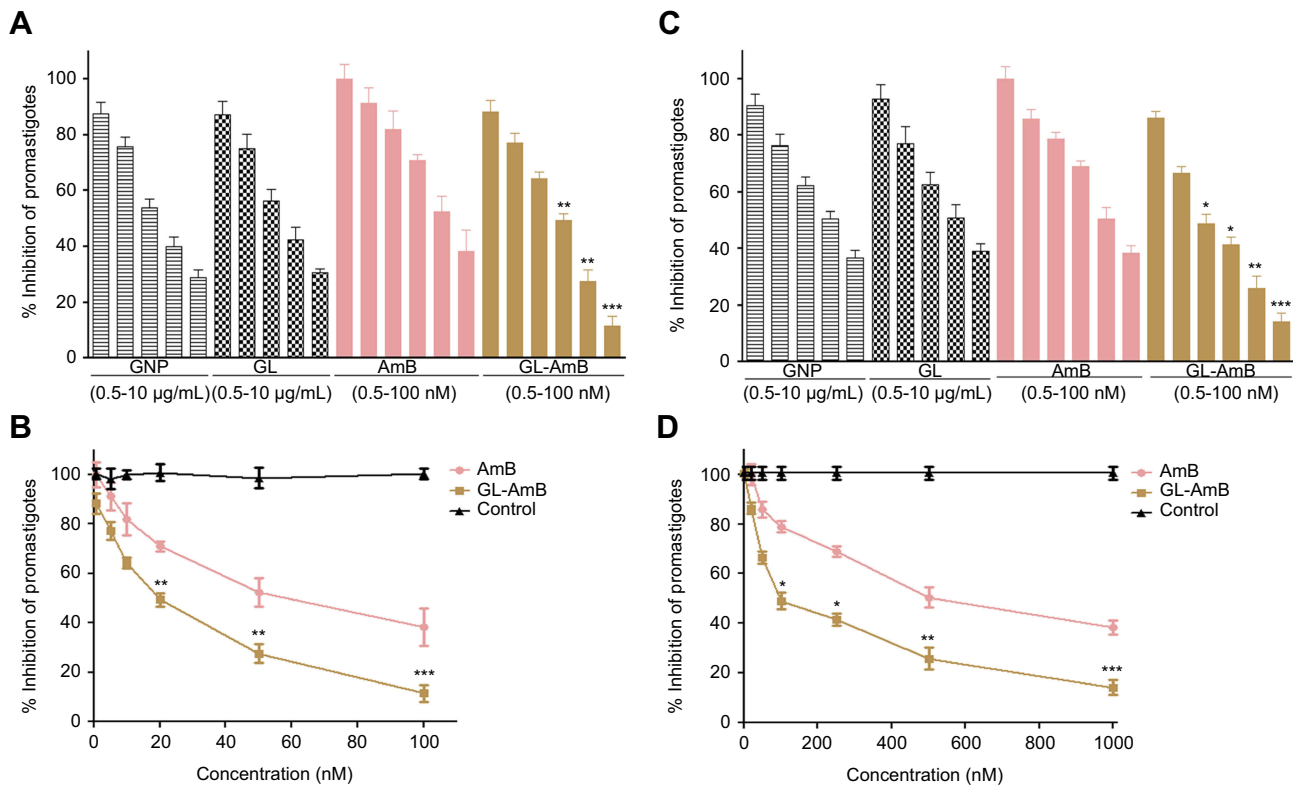 A
% Inhibition of promastigotes
100
80
60
40
20
0
** ** ***
GNP GL AmB GL-AmB
(0.5-10 µg/mL) (0.5-10 µg/mL) (0.5-100 nM) (0.5-100 nM)
C
% Inhibition of promastigotes
100
80
60
40
20
0
* * ** ***
GNP GL AmB GL-AmB
(0.5-10 µg/mL) (0.5-10 µg/mL) (0.5-100 nM) (0.5-100 nM)
B
% Inhibition of promastigotes
100
80
60
40
20
0
** ** ***
AmB
GL-AmB
Control
0 20 40 60 80 100
Concentration (nM)
D
% Inhibition of promastigotes
100
80
60
40
20
0
* * ** ***
AmB
GL-AmB
Control
0 200 400 600 800 1000
Concentration (nM)